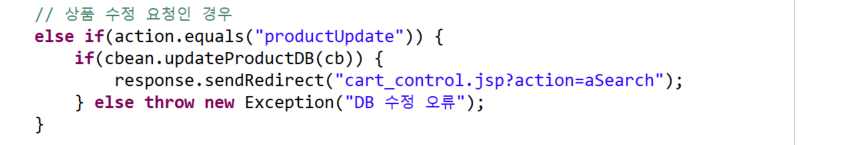 // 상품 수정 요청인 경우
else if(action.equals("productUpdate")) {
if(cbean.updateProductDB(cb)) {
response.sendRedirect("cart_control.jsp?action=aSearch");
} else throw new Exception("DB 수정 오류");
}